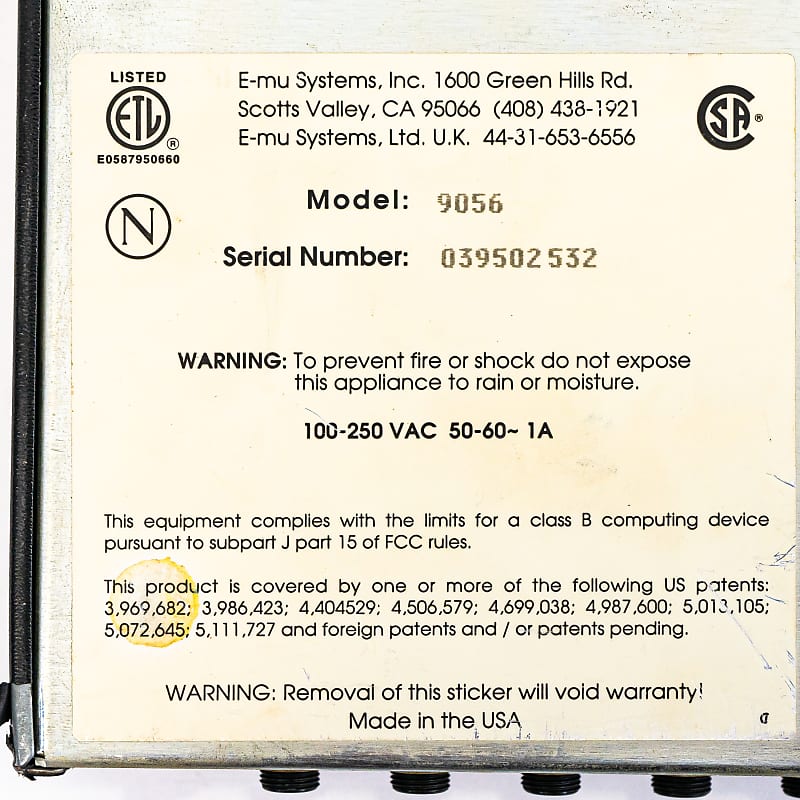 LISTED
ETL
®
E0587950660
E-mu Systems, Inc. 1600 Green Hills Rd.
Scotts Valley, CA 95066 (408) 438-1921
E-mu Systems, Ltd. U.K. 44-31-653-6556
SA ®
N
Model: 9056
Serial Number: 039502532
WARNING: To prevent fire or shock do not expose
this appliance to rain or moisture.
100-250 VAC 50-60~ 1A
This equipment complies with the limits for a class B computing device
pursuant to subpart J part 15 of FCC rules.
This product is covered by one or more of the following US patents:
3,969,682; 3,986,423; 4,404529; 4,506,579; 4,699,038; 4,987,600; 5,013,105;
5,072,645; 5,111,727 and foreign patents and / or patents pending.
WARNING: Removal of this sticker will void warranty!
Made in the USA